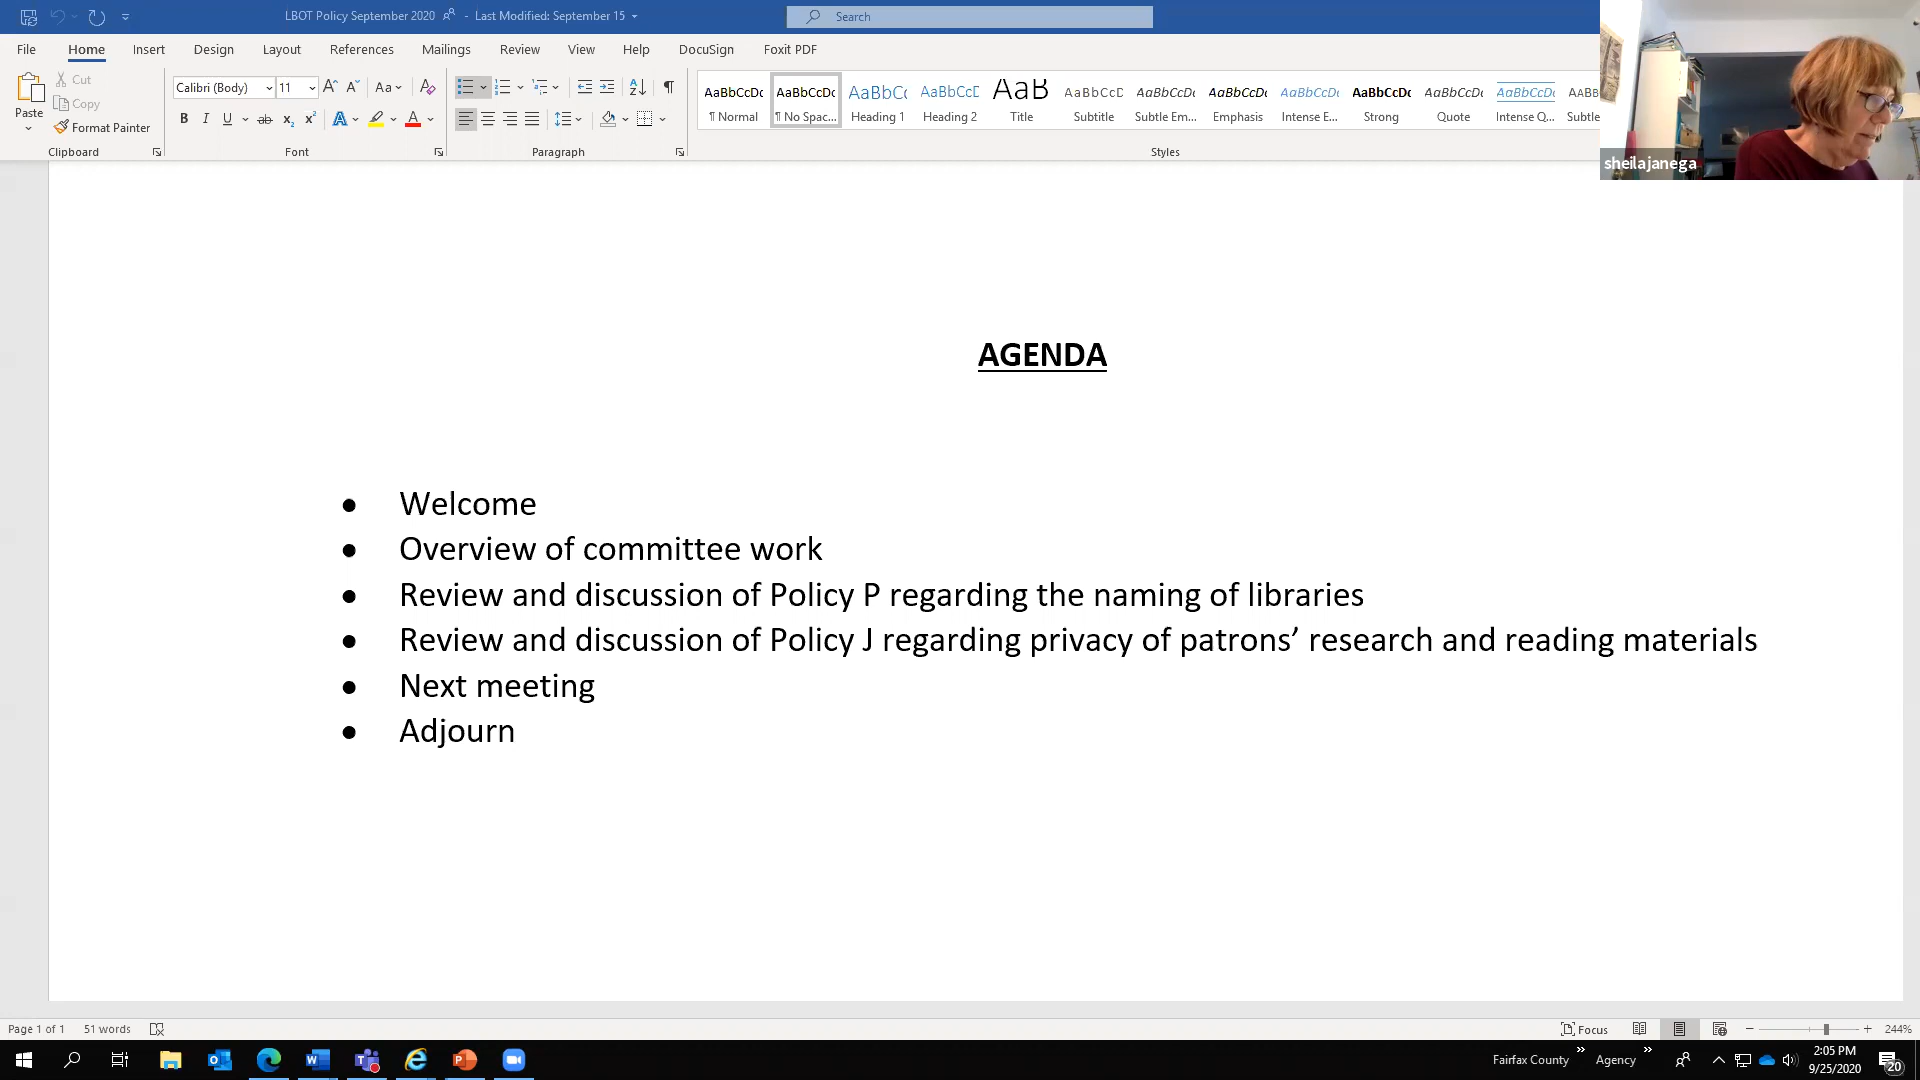 LBOT Policy September 2020 - Last Modified: September 15
Search
File Home Insert Design Layout References Mailings Review View Help DocuSign Foxit PDF
Paste
Cut
Copy
Format Painter
Clipboard
Calibri (Body) 11
Font
Paragraph
AaBbCcDc AaBbCcDc AaBbCc AaBbCcD AaB AaBbCcD AaBbCcDc AaBbCcDc AaBbCcDc AaBbCcDc AaBbCcDc AaBbCcDc AABB
¶ Normal ¶ No Spac... Heading 1 Heading 2 Title Subtitle Subtle Em... Emphasis Intense E... Strong Quote Intense Q... Subtle
Styles
sheila janega
AGENDA
● Welcome
● Overview of committee work
● Review and discussion of Policy P regarding the naming of libraries
● Review and discussion of Policy J regarding privacy of patrons’ research and reading materials
● Next meeting
● Adjourn
Page 1 of 1 51 words
Focus
244%
Fairfax County » Agency »
2:05 PM
9/25/2020
20